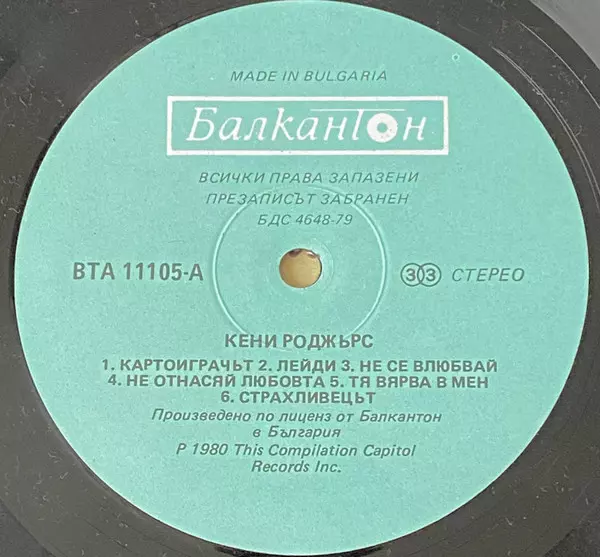 MADE IN BULGARIA
БалканТон
ВСИЧКИ ПРАВА ЗАПАЗЕНИ
ПРЕЗАПИСЪТ ЗАБРАНЕН
БДС 4648-79
ВТА 11105-А
33 СТЕРЕО
КЕНИ РОДЖЪРС
1. КАРТОИГРАЧЪТ 2. ЛЕЙДИ 3. НЕ СЕ ВЛЮБВАЙ
4. НЕ ОТНАСЯЙ ЛЮБОВТА 5. ТЯ ВЯРВА В МЕН
6. СТРАХЛИВЕЦЪТ
Произведено по лиценз от Балкантон
в България
P 1980 This Compilation Capitol
Records Inc.